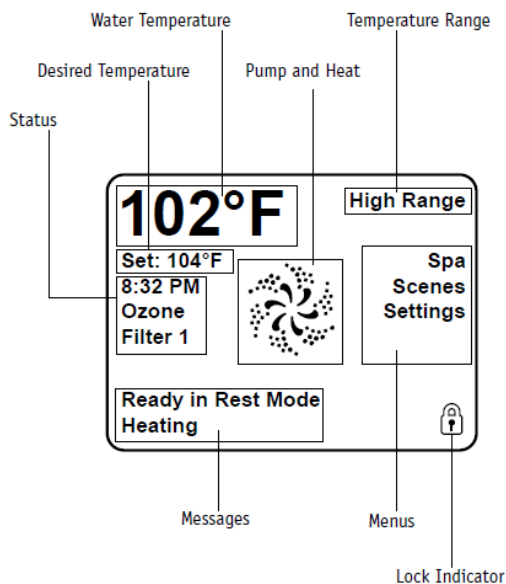 Water Temperature
Temperature Range
Desired Temperature
Pump and Heat
Status
102°F
High Range
Set: 104°F
8:32 PM
Ozone
Filter 1
Spa
Scenes
Settings
Ready in Rest Mode
Heating
Messages
Menus
Lock Indicator